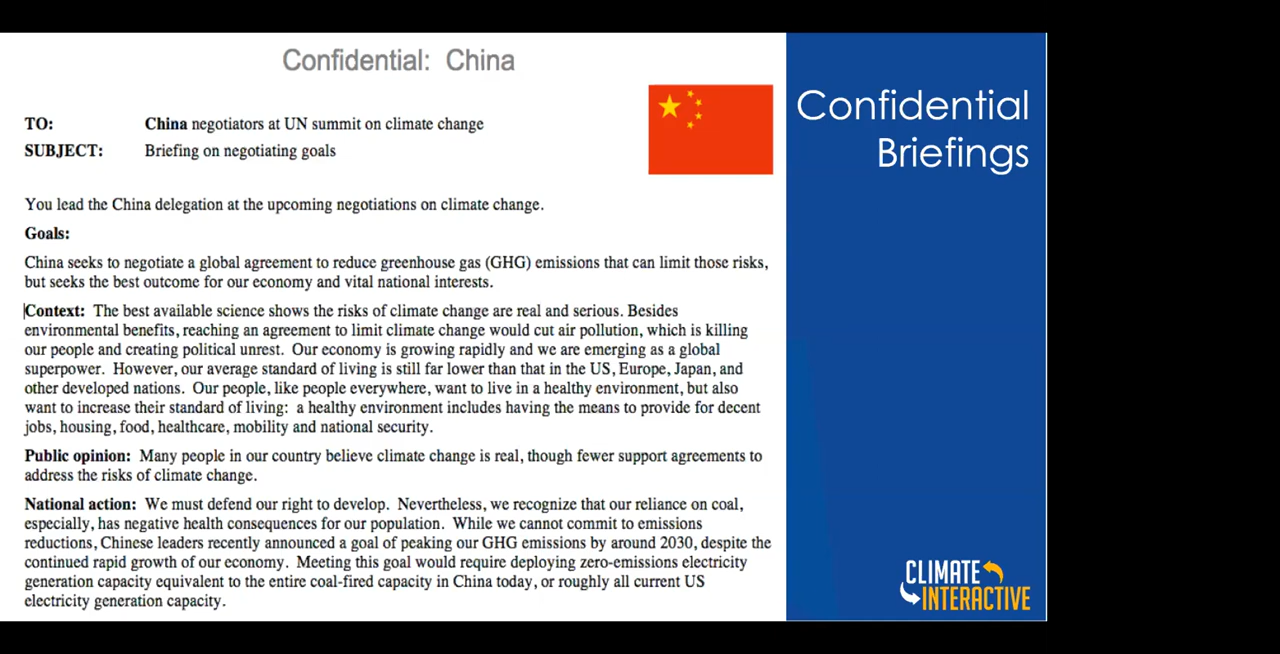 Confidential: China
TO: China negotiators at UN summit on climate change
SUBJECT: Briefing on negotiating goals
You lead the China delegation at the upcoming negotiations on climate change.
Goals:
China seeks to negotiate a global agreement to reduce greenhouse gas (GHG) emissions that can limit those risks,
but seeks the best outcome for our economy and vital national interests.
Context: The best available science shows the risks of climate change are real and serious. Besides
environmental benefits, reaching an agreement to limit climate change would cut air pollution, which is killing
our people and creating political unrest. Our economy is growing rapidly and we are emerging as a global
superpower. However, our average standard of living is still far lower than that in the US, Europe, Japan, and
other developed nations. Our people, like people everywhere, want to live in a healthy environment, but also
want to increase their standard of living: a healthy environment includes having the means to provide for decent
jobs, housing, food, healthcare, mobility and national security.
Public opinion: Many people in our country believe climate change is real, though fewer support agreements to
address the risks of climate change.
National action: We must defend our right to develop. Nevertheless, we recognize that our reliance on coal,
especially, has negative health consequences for our population. While we cannot commit to emissions
reductions, Chinese leaders recently announced a goal of peaking our GHG emissions by around 2030, despite the
continued rapid growth of our economy. Meeting this goal would require deploying zero-emissions electricity
generation capacity equivalent to the entire coal-fired capacity in China today, or roughly all current US
electricity generation capacity.
Confidential
Briefings
CLIMATE
INTERACTIVE